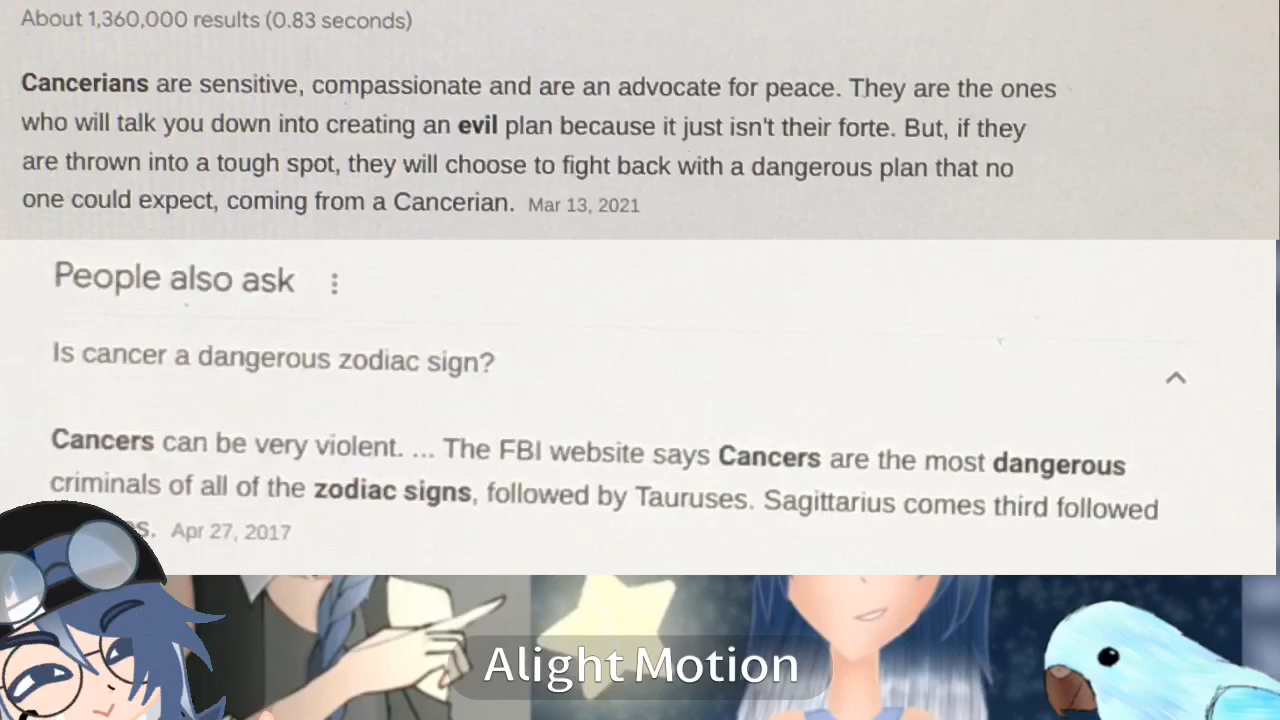 About 1,360,000 results (0.83 seconds)
Cancerians are sensitive, compassionate and are an advocate for peace. They are the ones
who will talk you down into creating an evil plan because it just isn't their forte. But, if they
are thrown into a tough spot, they will choose to fight back with a dangerous plan that no
one could expect, coming from a Cancerian. Mar 13, 2021
People also ask
Is cancer a dangerous zodiac sign?
Cancers can be very violent. ... The FBI website says Cancers are the most dangerous
criminals of all of the zodiac signs, followed by Tauruses. Sagittarius comes third followed
Apr 27, 2017
Alight Motion